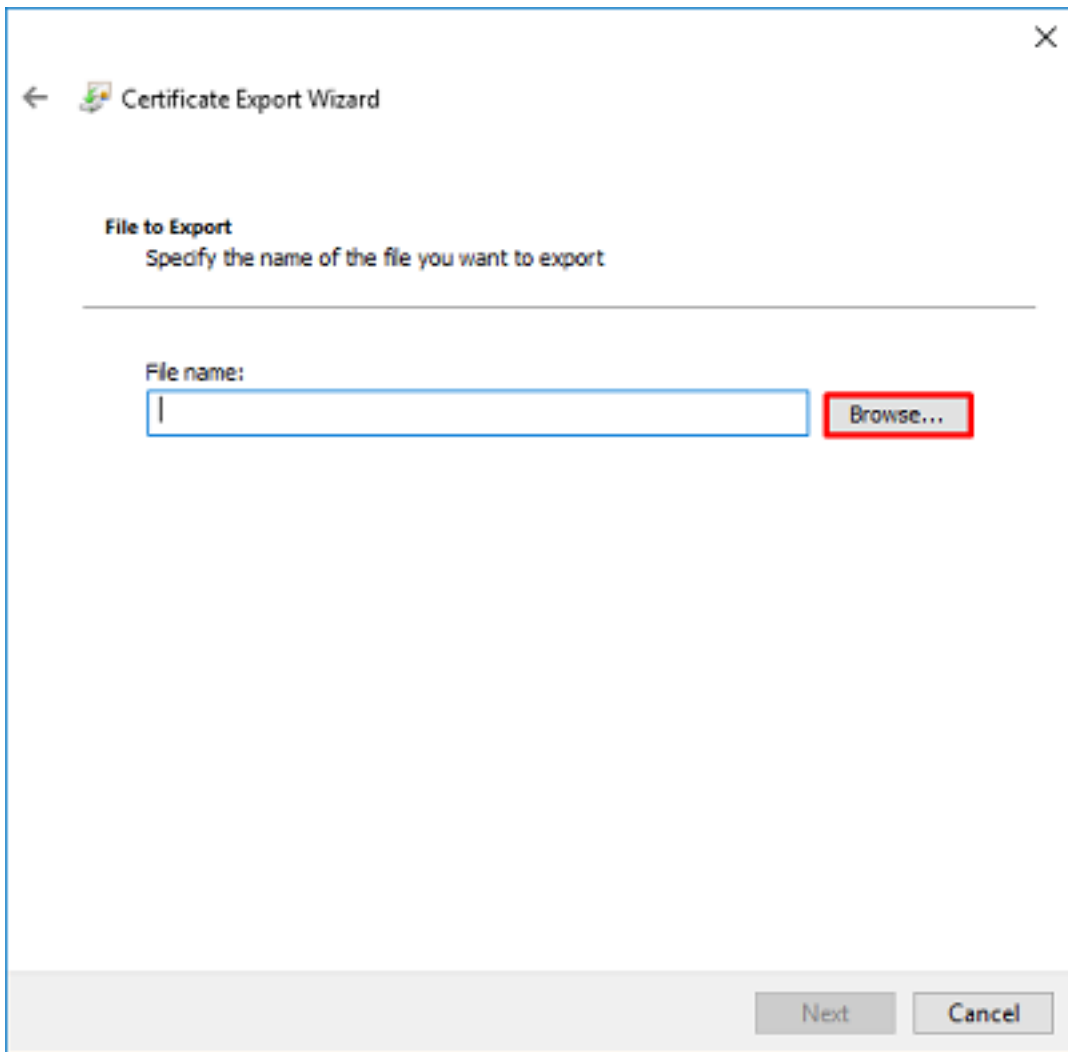 Certificate Export Wizard
File to Export
Specify the name of the file you want to export
File name:
Browse...
Next
Cancel